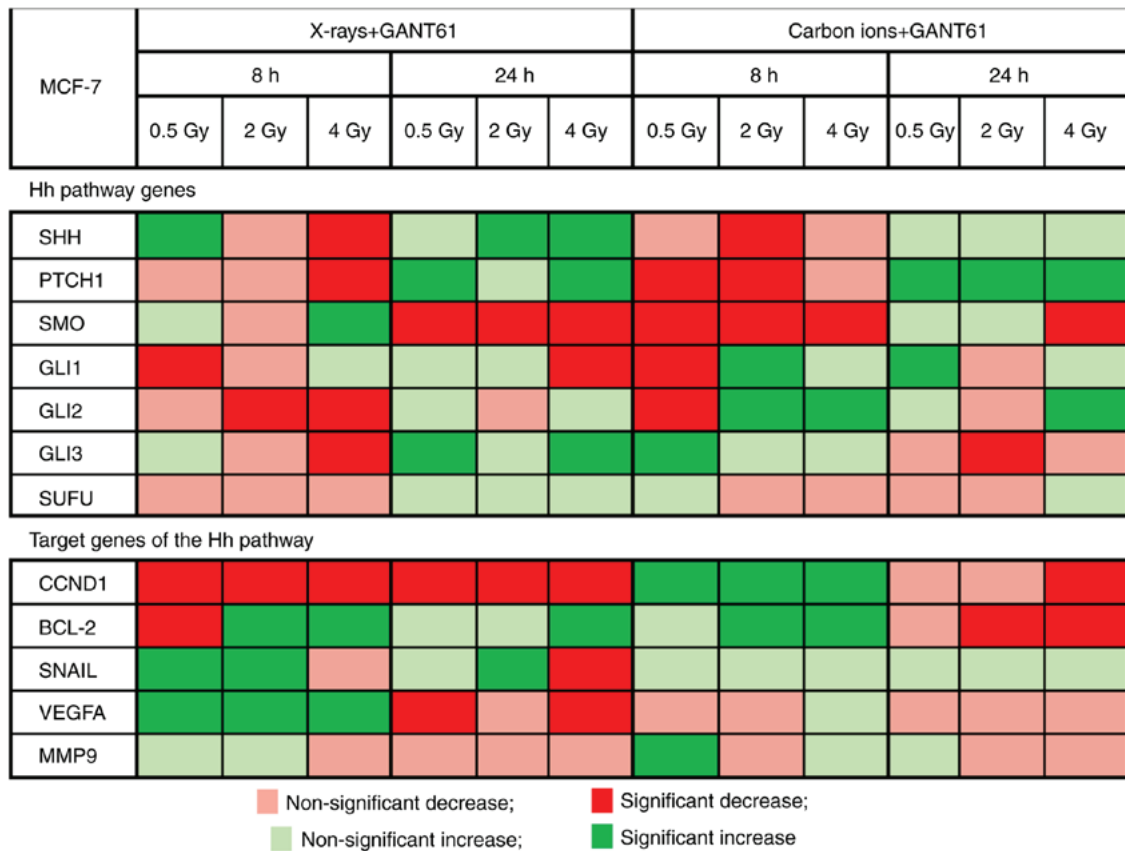 MCF-7
X-rays+GANT61 Carbon ions+GANT61
8 h 24 h 8 h 24 h
0.5 Gy 2 Gy 4 Gy 0.5 Gy 2 Gy 4 Gy 0.5 Gy 2 Gy 4 Gy 0.5 Gy 2 Gy 4 Gy
Hh pathway genes
SHH
PTCH1
SMO
GLI1
GLI2
GLI3
SUFU
Target genes of the Hh pathway
CCND1
BCL-2
SNAIL
VEGFA
MMP9
Non-significant decrease; Significant decrease;
Non-significant increase; Significant increase